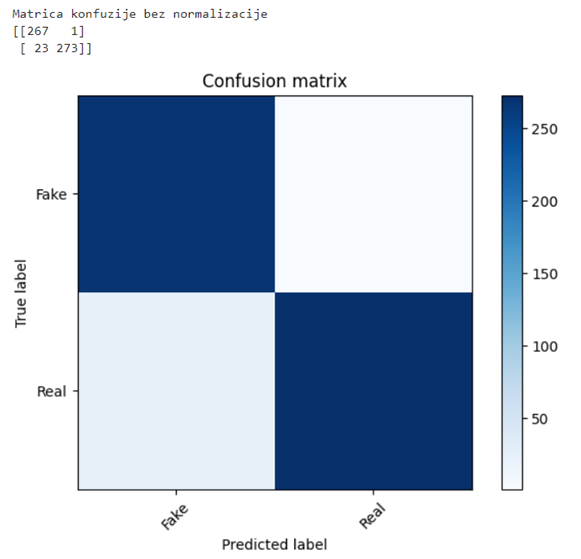 Matrica konfuzije bez normalizacije
[[267   1]
 [ 23 273]]
Confusion matrix
True label
Fake
Real
Fake
Real
Predicted label
250
200
150
100
50